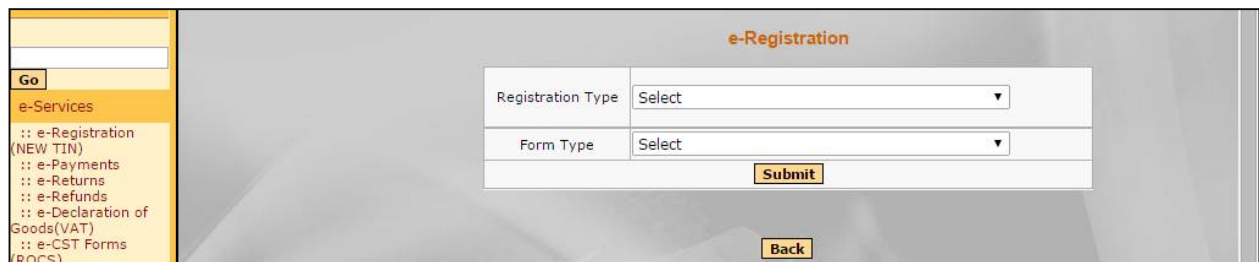 Go
e-Services
:: e-Registration
(NEW TIN)
:: e-Payments
:: e-Returns
:: e-Refunds
:: e-Declaration of
Goods(VAT)
:: e-CST Forms
(ROCS)
e-Registration
Registration Type Select
Form Type Select
Submit
Back